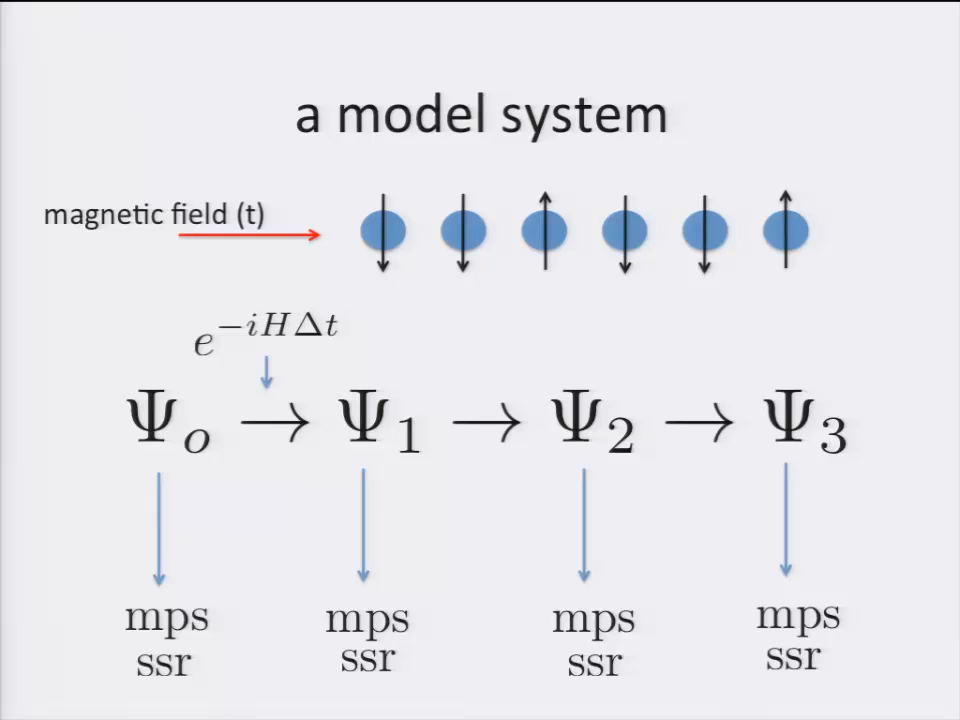 a model system
magnetic field (t)
e^{-iHΔt}
Ψ_o → Ψ_1 → Ψ_2 → Ψ_3
mps mps mps mps
ssr ssr ssr ssr